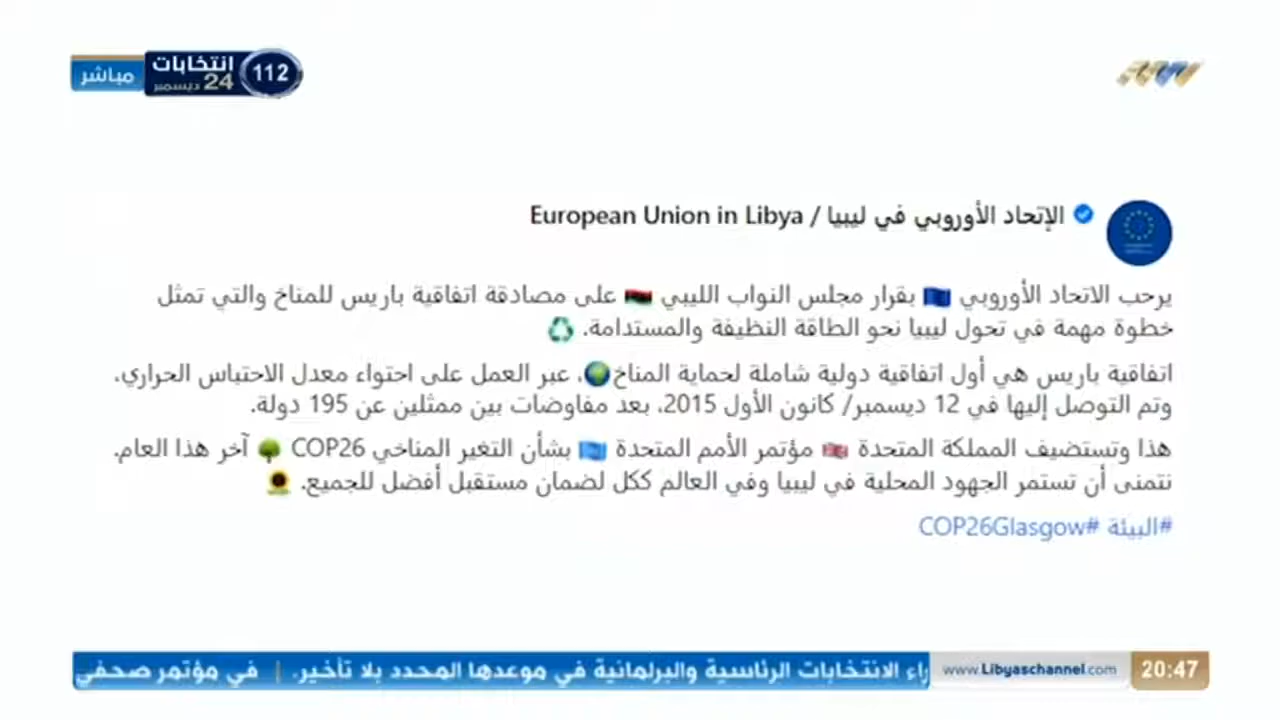 مباشر
انتخابات
24 ديسمبر
112
الإتحاد الأوروبي في ليبيا / European Union in Libya
يرحب الاتحاد الأوروبي 🇪🇺 بقرار مجلس النواب الليبي 🇱🇾 على مصادقة اتفاقية باريس للمناخ والتي تمثل
خطوة مهمة في تحول ليبيا نحو الطاقة النظيفة والمستدامة. ♻️
اتفاقية باريس هي أول اتفاقية دولية شاملة لحماية المناخ🌍، عبر العمل على احتواء معدل الاحتباس الحراري،
وتم التوصل إليها في 12 ديسمبر/ كانون الأول 2015، بعد مفاوضات بين ممثلين عن 195 دولة.
هذا وتستضيف المملكة المتحدة 🇬🇧 مؤتمر الأمم المتحدة 🇺🇳 بشأن التغير المناخي COP26 🌳 آخر هذا العام.
نتمنى أن تستمر الجهود المحلية في ليبيا وفي العالم ككل لضمان مستقبل أفضل للجميع. 🌻
#البيئة #COP26Glasgow
الانتخابات الرئاسية والبرلمانية في موعدها المحدد بلا تأخير. | في مؤتمر صحفي
www.Libyaschannel.com
20:47